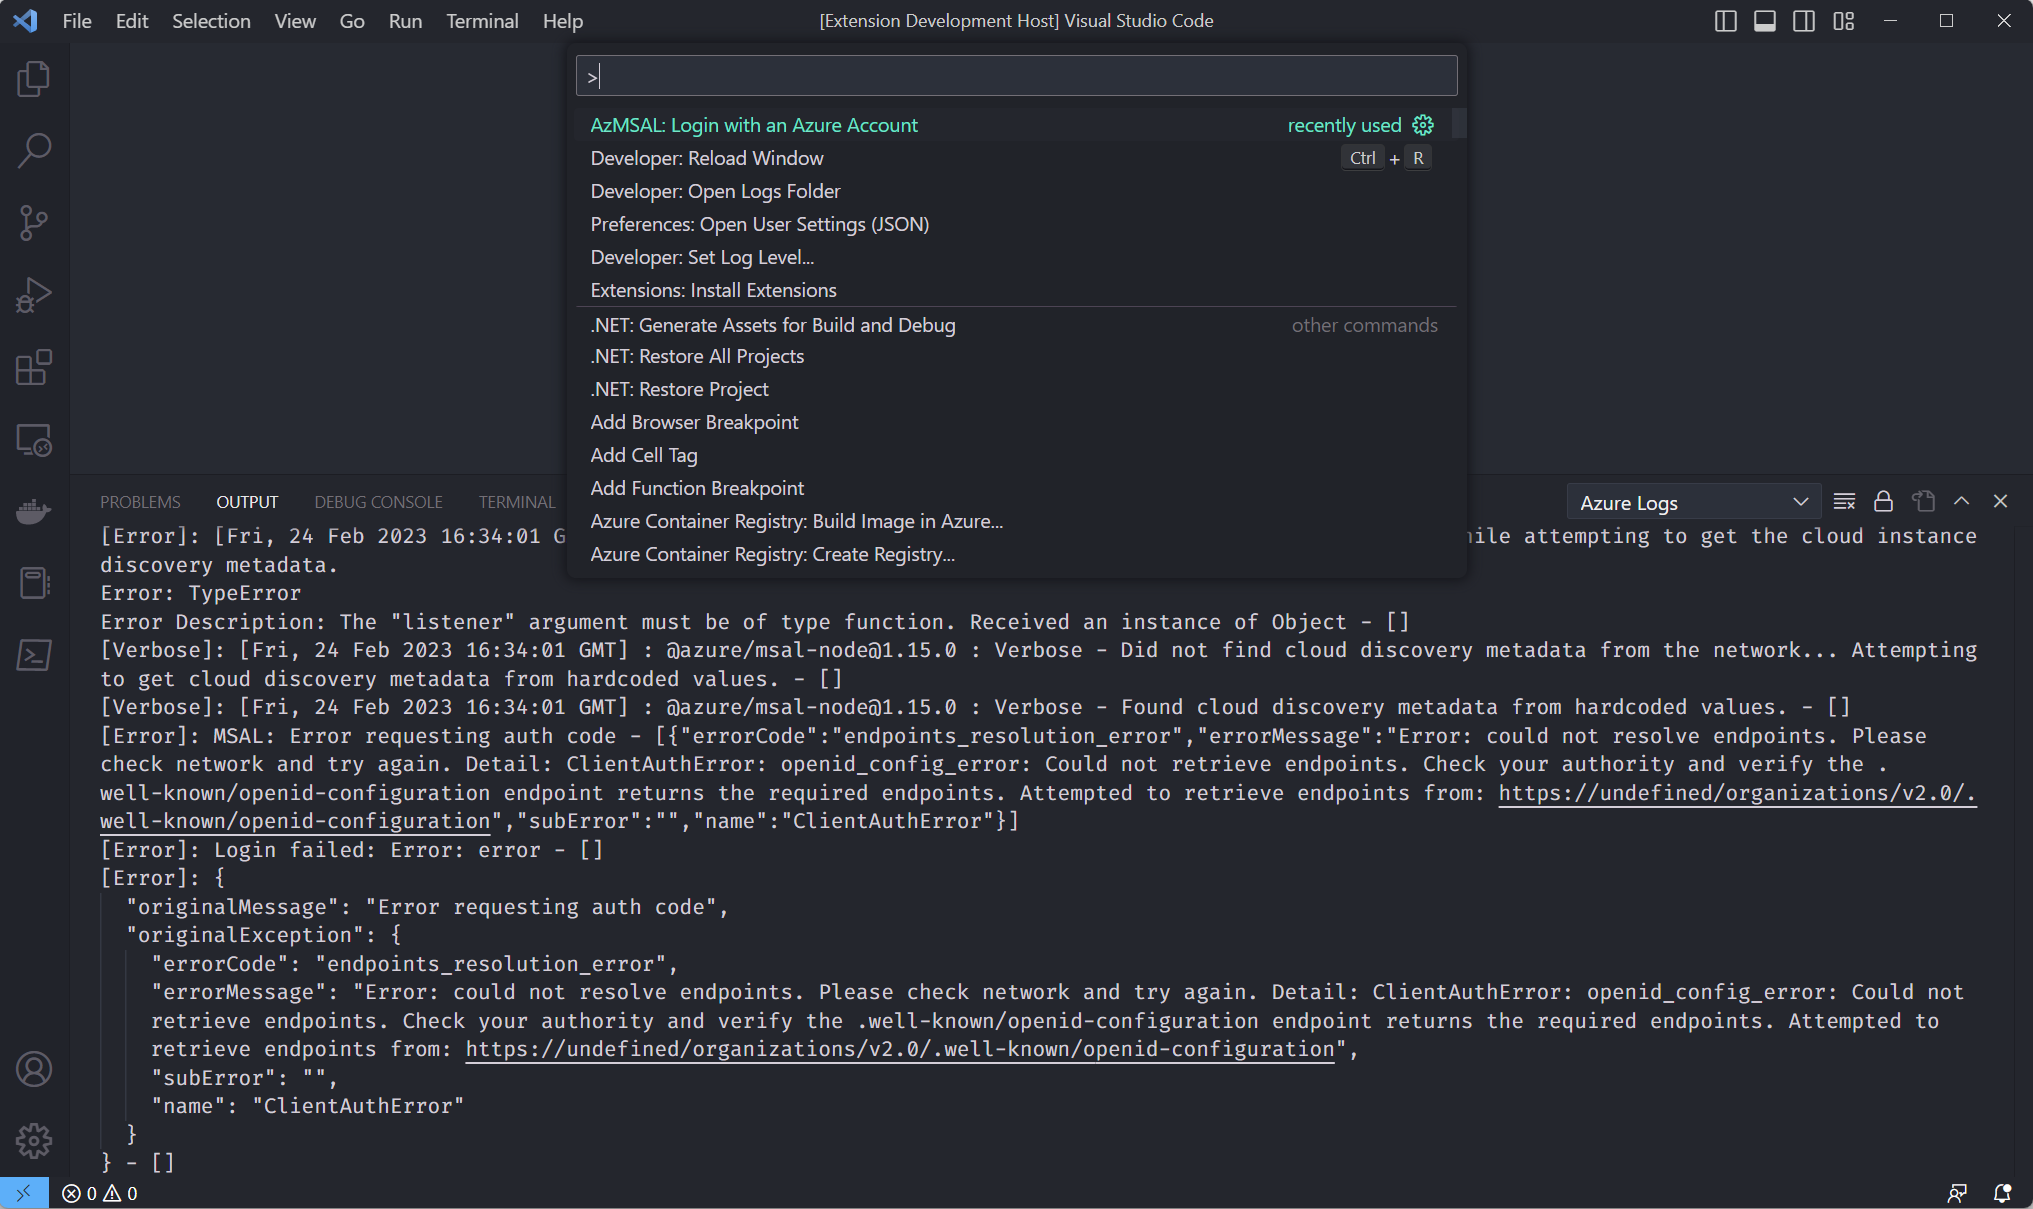 File Edit Selection View Go Run Terminal Help [Extension Development Host] Visual Studio Code
>
AzMSAL: Login with an Azure Account recently used
Developer: Reload Window Ctrl + R
Developer: Open Logs Folder
Preferences: Open User Settings (JSON)
Developer: Set Log Level...
Extensions: Install Extensions
.NET: Generate Assets for Build and Debug other commands
.NET: Restore All Projects
.NET: Restore Project
Add Browser Breakpoint
Add Cell Tag
Add Function Breakpoint
Azure Container Registry: Build Image in Azure...
Azure Container Registry: Create Registry...
PROBLEMS OUTPUT DEBUG CONSOLE TERMINAL Azure Logs
[Error]: [Fri, 24 Feb 2023 16:34:01 G ile attempting to get the cloud instance
discovery metadata.
Error: TypeError
Error Description: The "listener" argument must be of type function. Received an instance of Object - []
[Verbose]: [Fri, 24 Feb 2023 16:34:01 GMT] : @azure/msal-node@1.15.0 : Verbose - Did not find cloud discovery metadata from the network... Attempting
to get cloud discovery metadata from hardcoded values. - []
[Verbose]: [Fri, 24 Feb 2023 16:34:01 GMT] : @azure/msal-node@1.15.0 : Verbose - Found cloud discovery metadata from hardcoded values. - []
[Error]: MSAL: Error requesting auth code - [{"errorCode":"endpoints_resolution_error","errorMessage":"Error: could not resolve endpoints. Please
check network and try again. Detail: ClientAuthError: openid_config_error: Could not retrieve endpoints. Check your authority and verify the .
well-known/openid-configuration endpoint returns the required endpoints. Attempted to retrieve endpoints from: https://undefined/organizations/v2.0/.
well-known/openid-configuration","subError":"","name":"ClientAuthError"}]
[Error]: Login failed: Error: error - []
[Error]: {
"originalMessage": "Error requesting auth code",
"originalException": {
"errorCode": "endpoints_resolution_error",
"errorMessage": "Error: could not resolve endpoints. Please check network and try again. Detail: ClientAuthError: openid_config_error: Could not
retrieve endpoints. Check your authority and verify the .well-known/openid-configuration endpoint returns the required endpoints. Attempted to
retrieve endpoints from: https://undefined/organizations/v2.0/.well-known/openid-configuration",
"subError": "",
"name": "ClientAuthError"
}
} - []
0 0